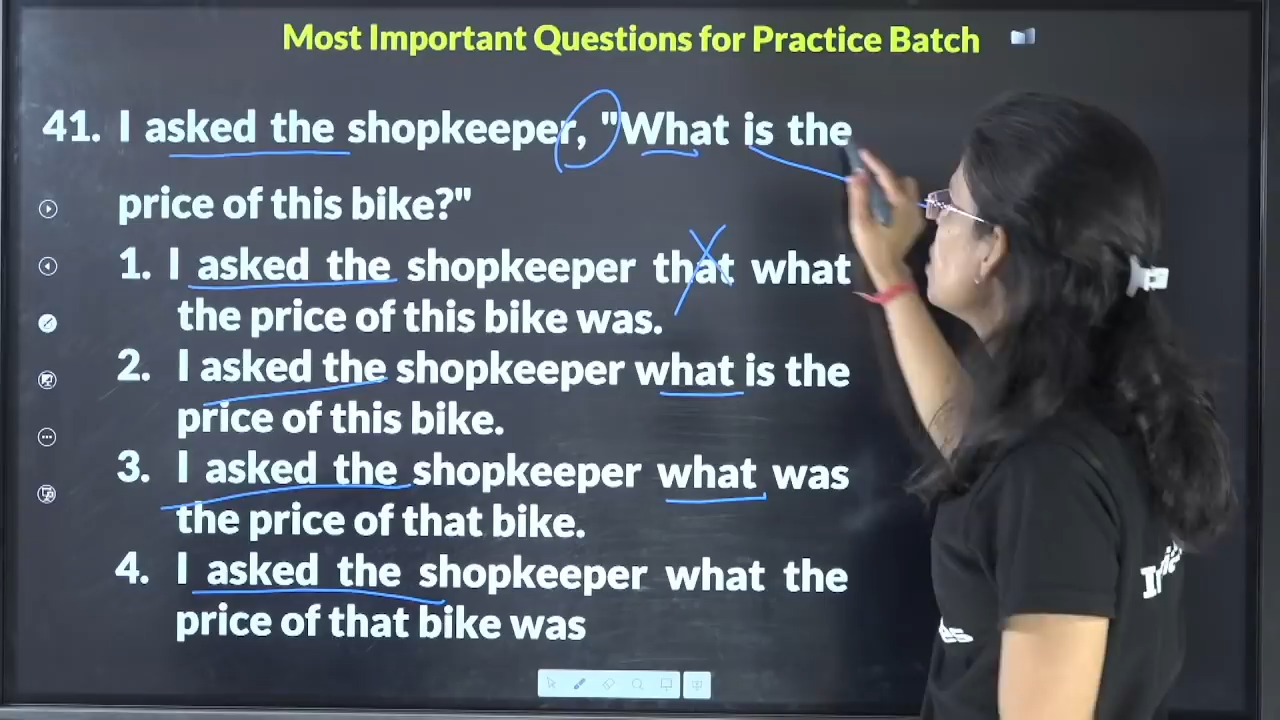 Most Important Questions for Practice Batch
41. I asked the shopkeeper, "What is the
price of this bike?"
1. I asked the shopkeeper that what
the price of this bike was.
2. I asked the shopkeeper what is the
price of this bike.
3. I asked the shopkeeper what was
the price of that bike.
4. I asked the shopkeeper what the
price of that bike was